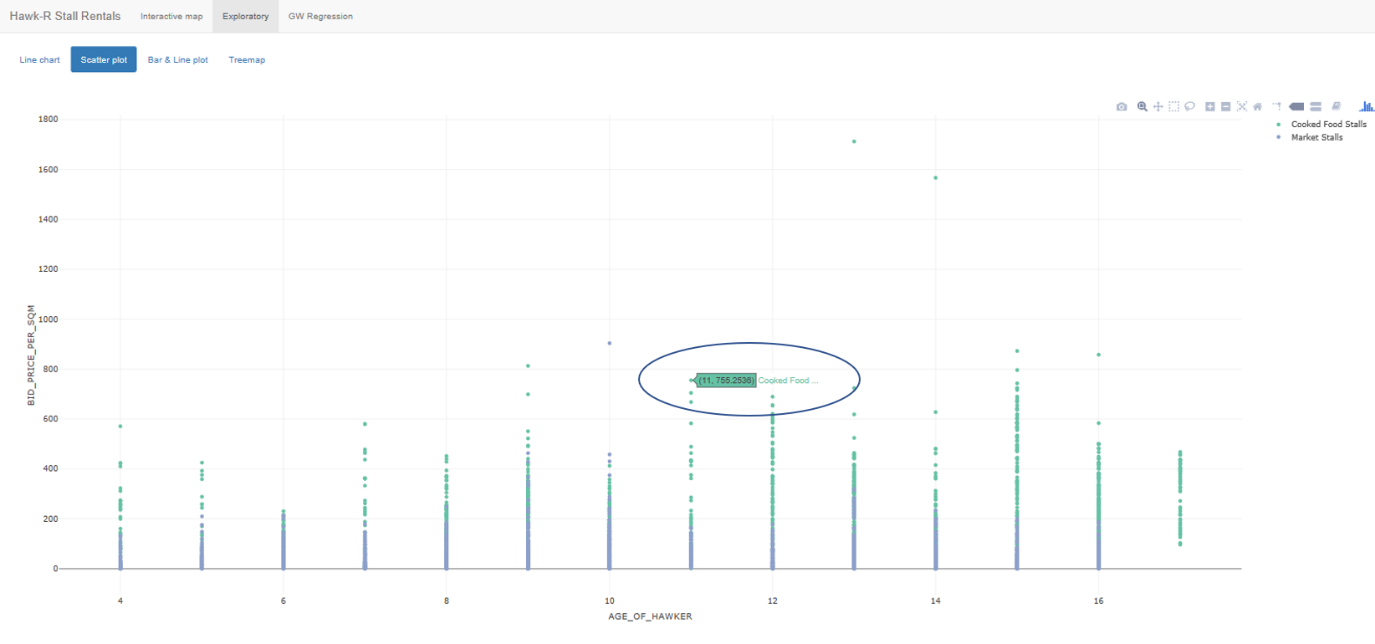 Hawk-R Stall Rentals Interactive map Exploratory GW Regression
Line chart Scatter plot Bar & Line plot Treemap
Cooked Food Stalls
Market Stalls
1800
1600
1400
1200
1000
800
600
400
200
0
BID_PRICE_PER_SQM
(11, 755.2536) Cooked Food ...
4 6 8 10 12 14 16
AGE_OF_HAWKER